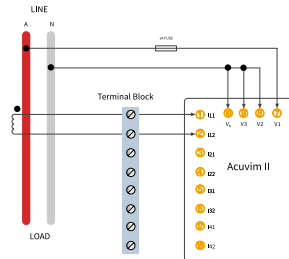 LINE
A N
1A FUSE
Terminal Block
Vn V3 V2 V1
I11
I12
I21
Acuvim II
I22
I31
I32
LOAD
I41
I42